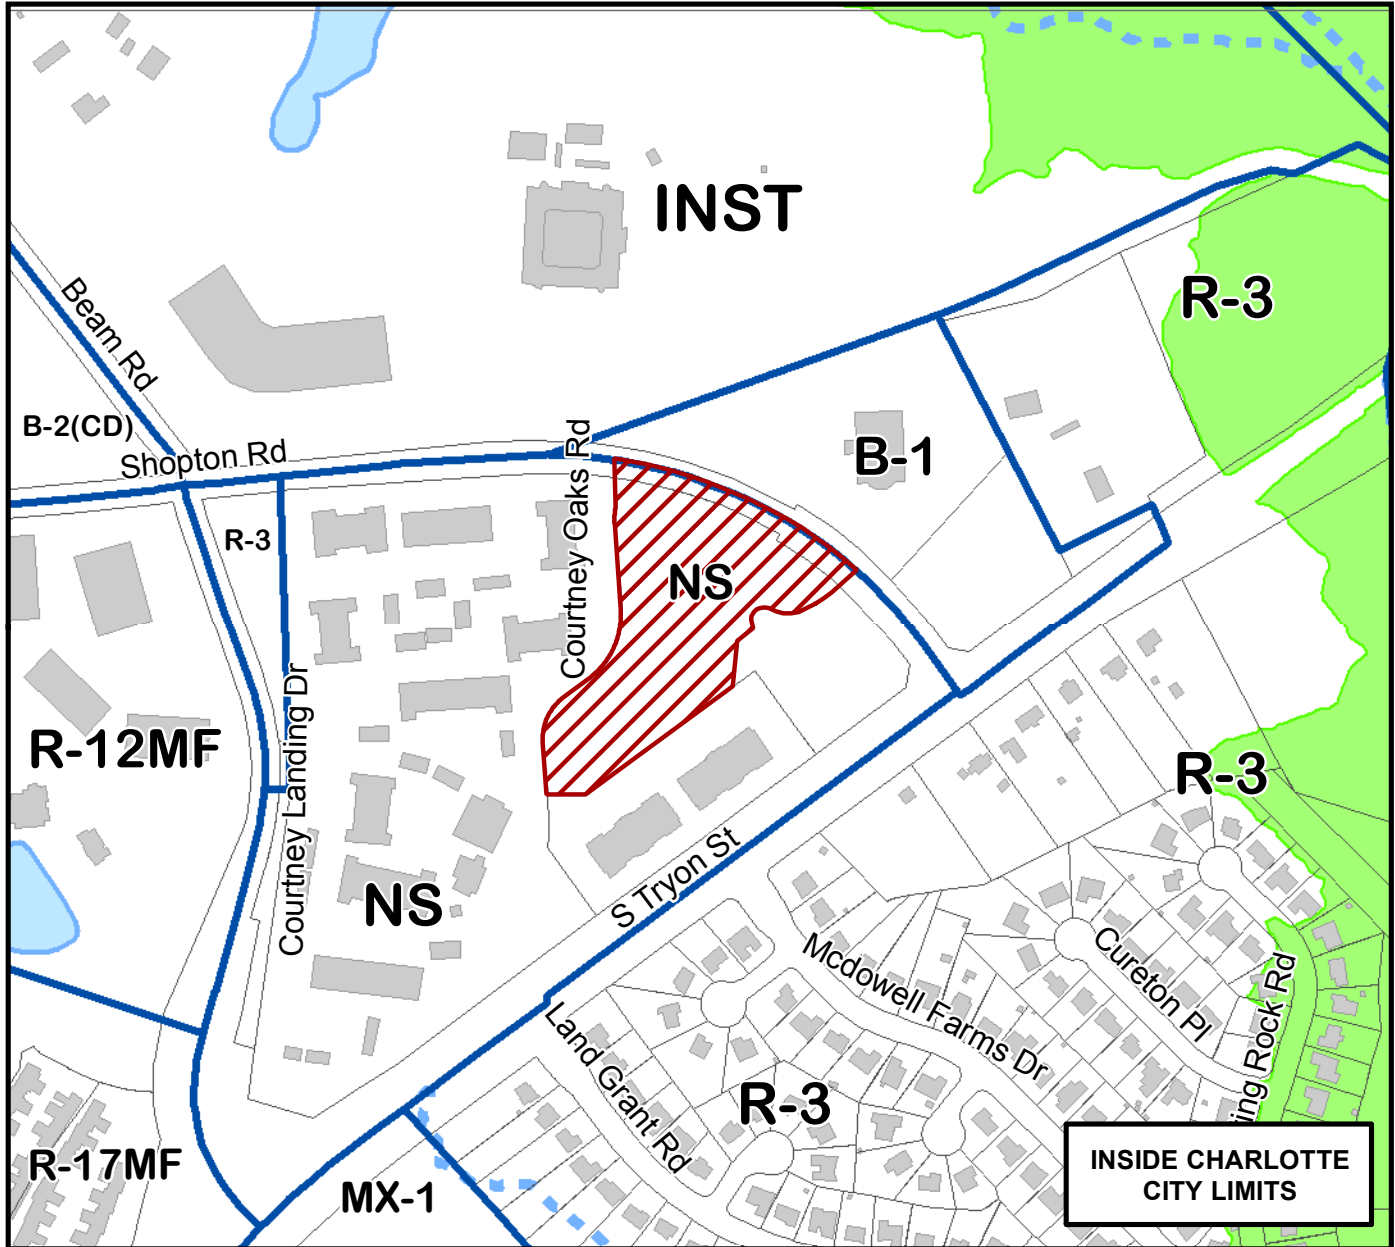 INST
R-3
Beam Rd
B-2(CD)
Shopton Rd
Courtney Oaks Rd
B-1
R-3
NS
Courtney Landing Dr
R-12MF
R-3
S Tryon St
NS
Mcdowell Farms Dr
Cureton Pl
Land Grant Rd
Rock Rd
R-3
R-17MF
MX-1
INSIDE CHARLOTTE
CITY LIMITS